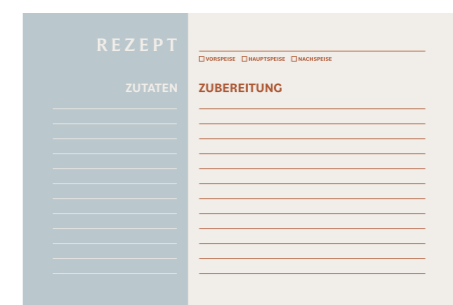 REZEPT
VORSPEISE HAUPTSPEISE NACHSPEISE
ZUTATEN
ZUBEREITUNG